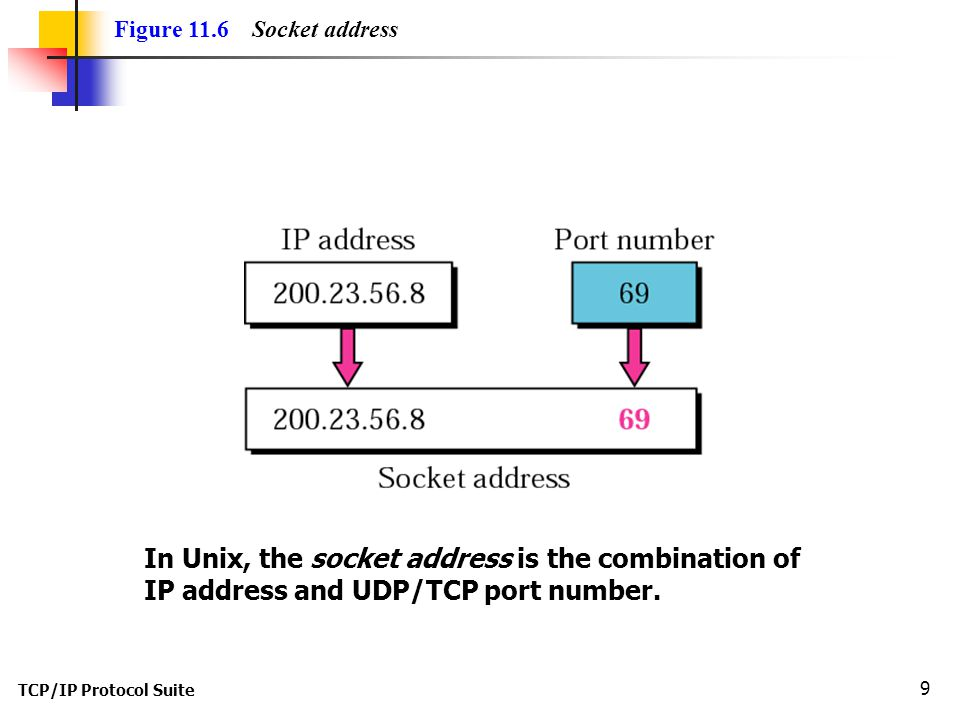 Figure 11.6 Socket address
IP address Port number
200.23.56.8 69
200.23.56.8 69
Socket address
In Unix, the socket address is the combination of
IP address and UDP/TCP port number.
TCP/IP Protocol Suite 9